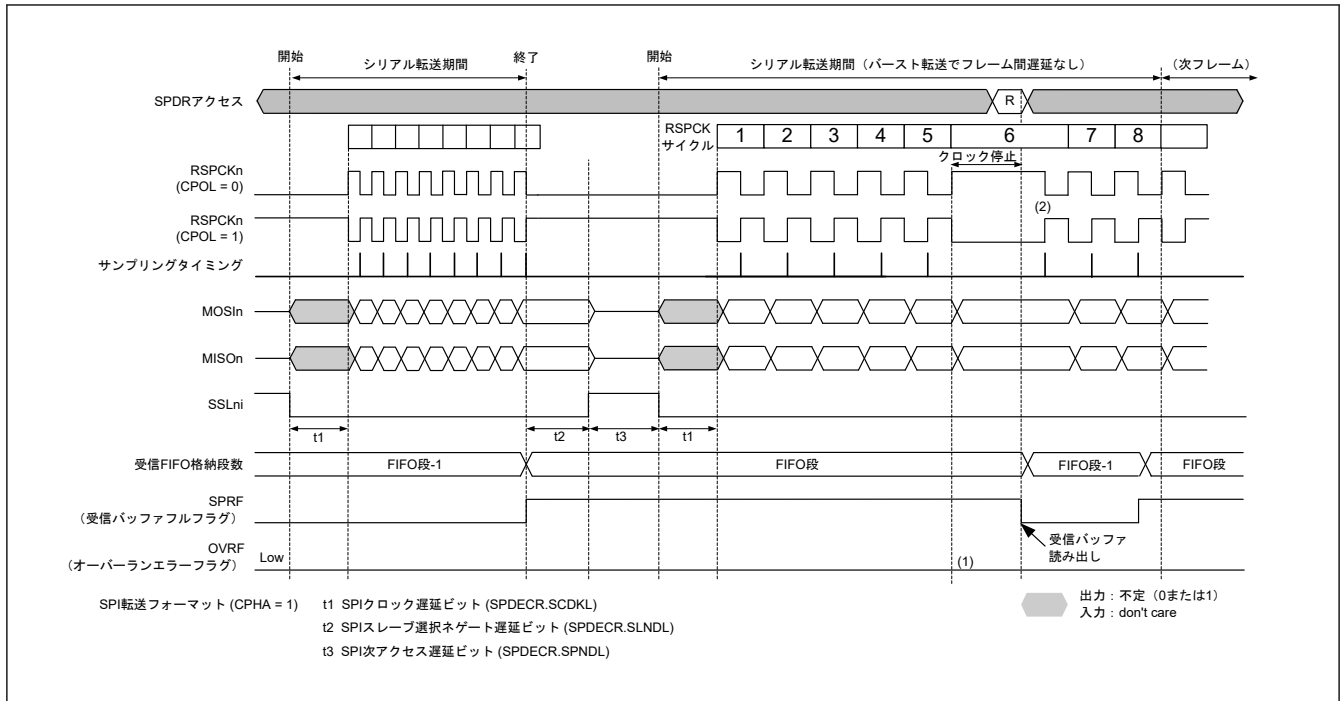 開始
シリアル転送期間
終了
開始
シリアル転送期間（バースト転送でフレーム間遅延なし）
（次フレーム）
SPDRアクセス
R
RSPCK
サイクル
1 2 3 4 5 6 7 8
クロック停止
RSPCKn
(CPOL = 0)
(2)
RSPCKn
(CPOL = 1)
サンプリングタイミング
MOSIn
MISOn
SSLni
t1
t2
t3
t1
受信FIFO格納段数
FIFO段-1
FIFO段
FIFO段-1
FIFO段
SPRF
（受信バッファフルフラグ）
受信バッファ
読み出し
OVRF
（オーバーランエラーフラグ）
Low
(1)
SPI転送フォーマット (CPHA = 1)
t1 SPIクロック遅延ビット (SPDECR.SCDKL)
t2 SPIスレーブ選択ネゲート遅延ビット (SPDECR.SLNDL)
t3 SPI次アクセス遅延ビット (SPDECR.SPNDL)
出力：不定（0または1）
入力：don't care